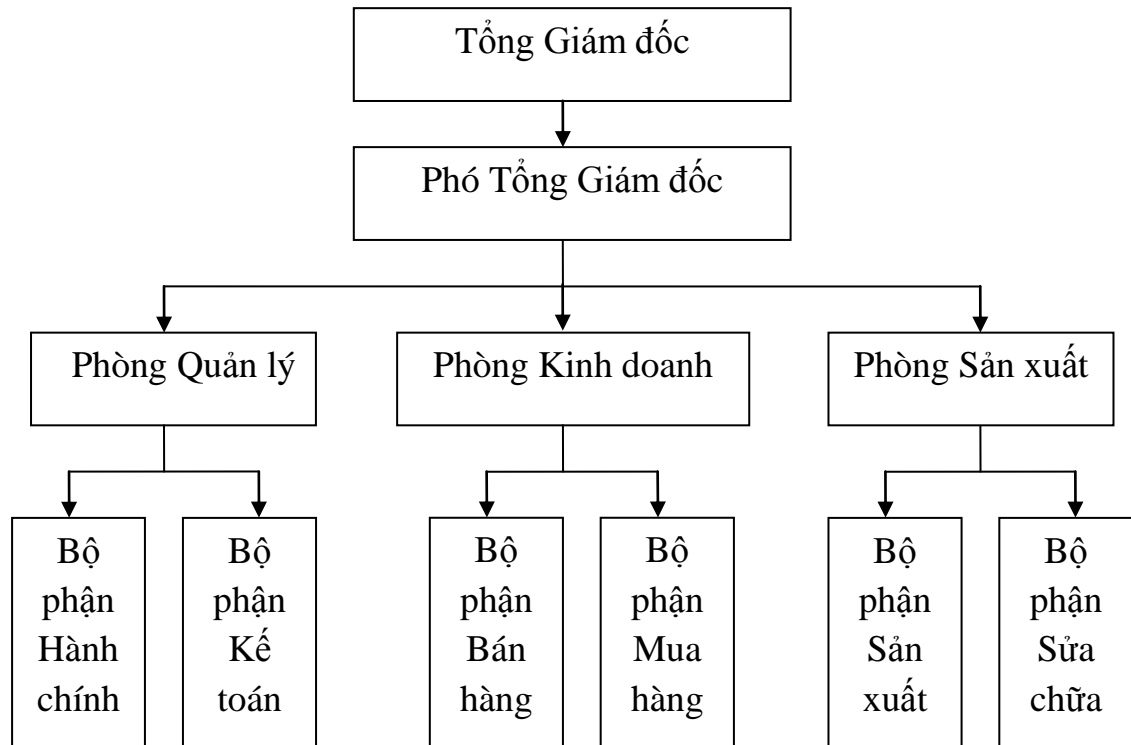 Tổng Giám đốc
Phó Tổng Giám đốc
Phòng Quản lý
Phòng Kinh doanh
Phòng Sản xuất
Bộ
phận
Hành
chính
Bộ
phận
Kế
toán
Bộ
phận
Bán
hàng
Bộ
phận
Mua
hàng
Bộ
phận
Sản
xuất
Bộ
phận
Sửa
chữa